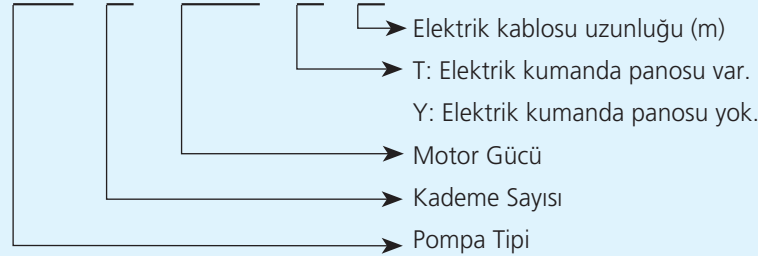 Elektrik kablosu uzunluğu (m)
T: Elektrik kumanda panosu var.
Y: Elektrik kumanda panosu yok.
Motor Gücü
Kademe Sayısı
Pompa Tipi